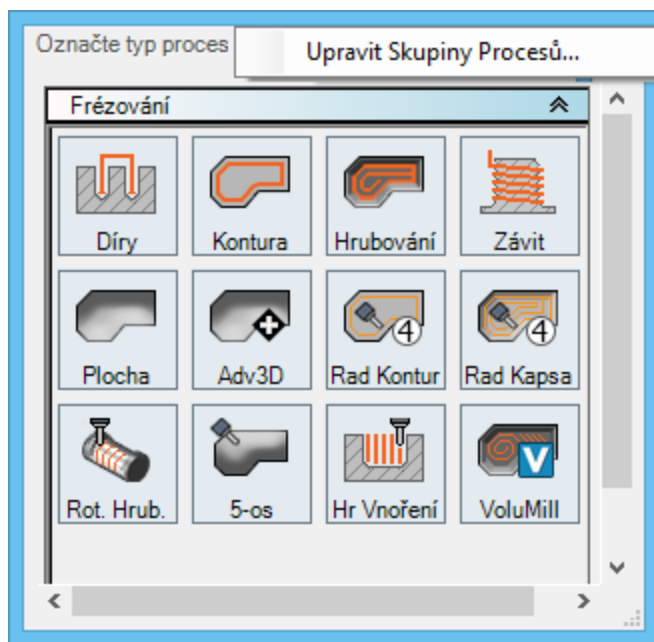 Označte typ proces
Upravit Skupiny Procesů...
Frézování
Díry
Kontura
Hrubování
Závit
Plocha
Adv3D
4
Rad Kontur
4
Rad Kapsa
Rot. Hrub.
5-os
Hr Vnoření
V
VoluMill